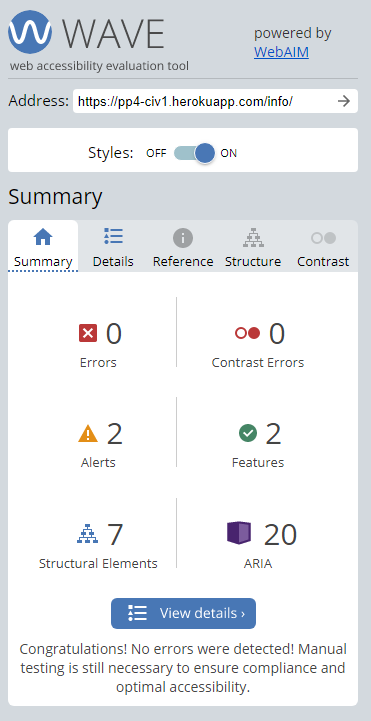 WAVE
web accessibility evaluation tool
powered by
WebAIM
Address: https://pp4-civ1.herokuapp.com/info/
Styles: OFF ON
Summary
Summary Details Reference Structure Contrast
0
Errors
0
Contrast Errors
2
Alerts
2
Features
7
Structural Elements
20
ARIA
View details ›
Congratulations! No errors were detected! Manual
testing is still necessary to ensure compliance and
optimal accessibility.